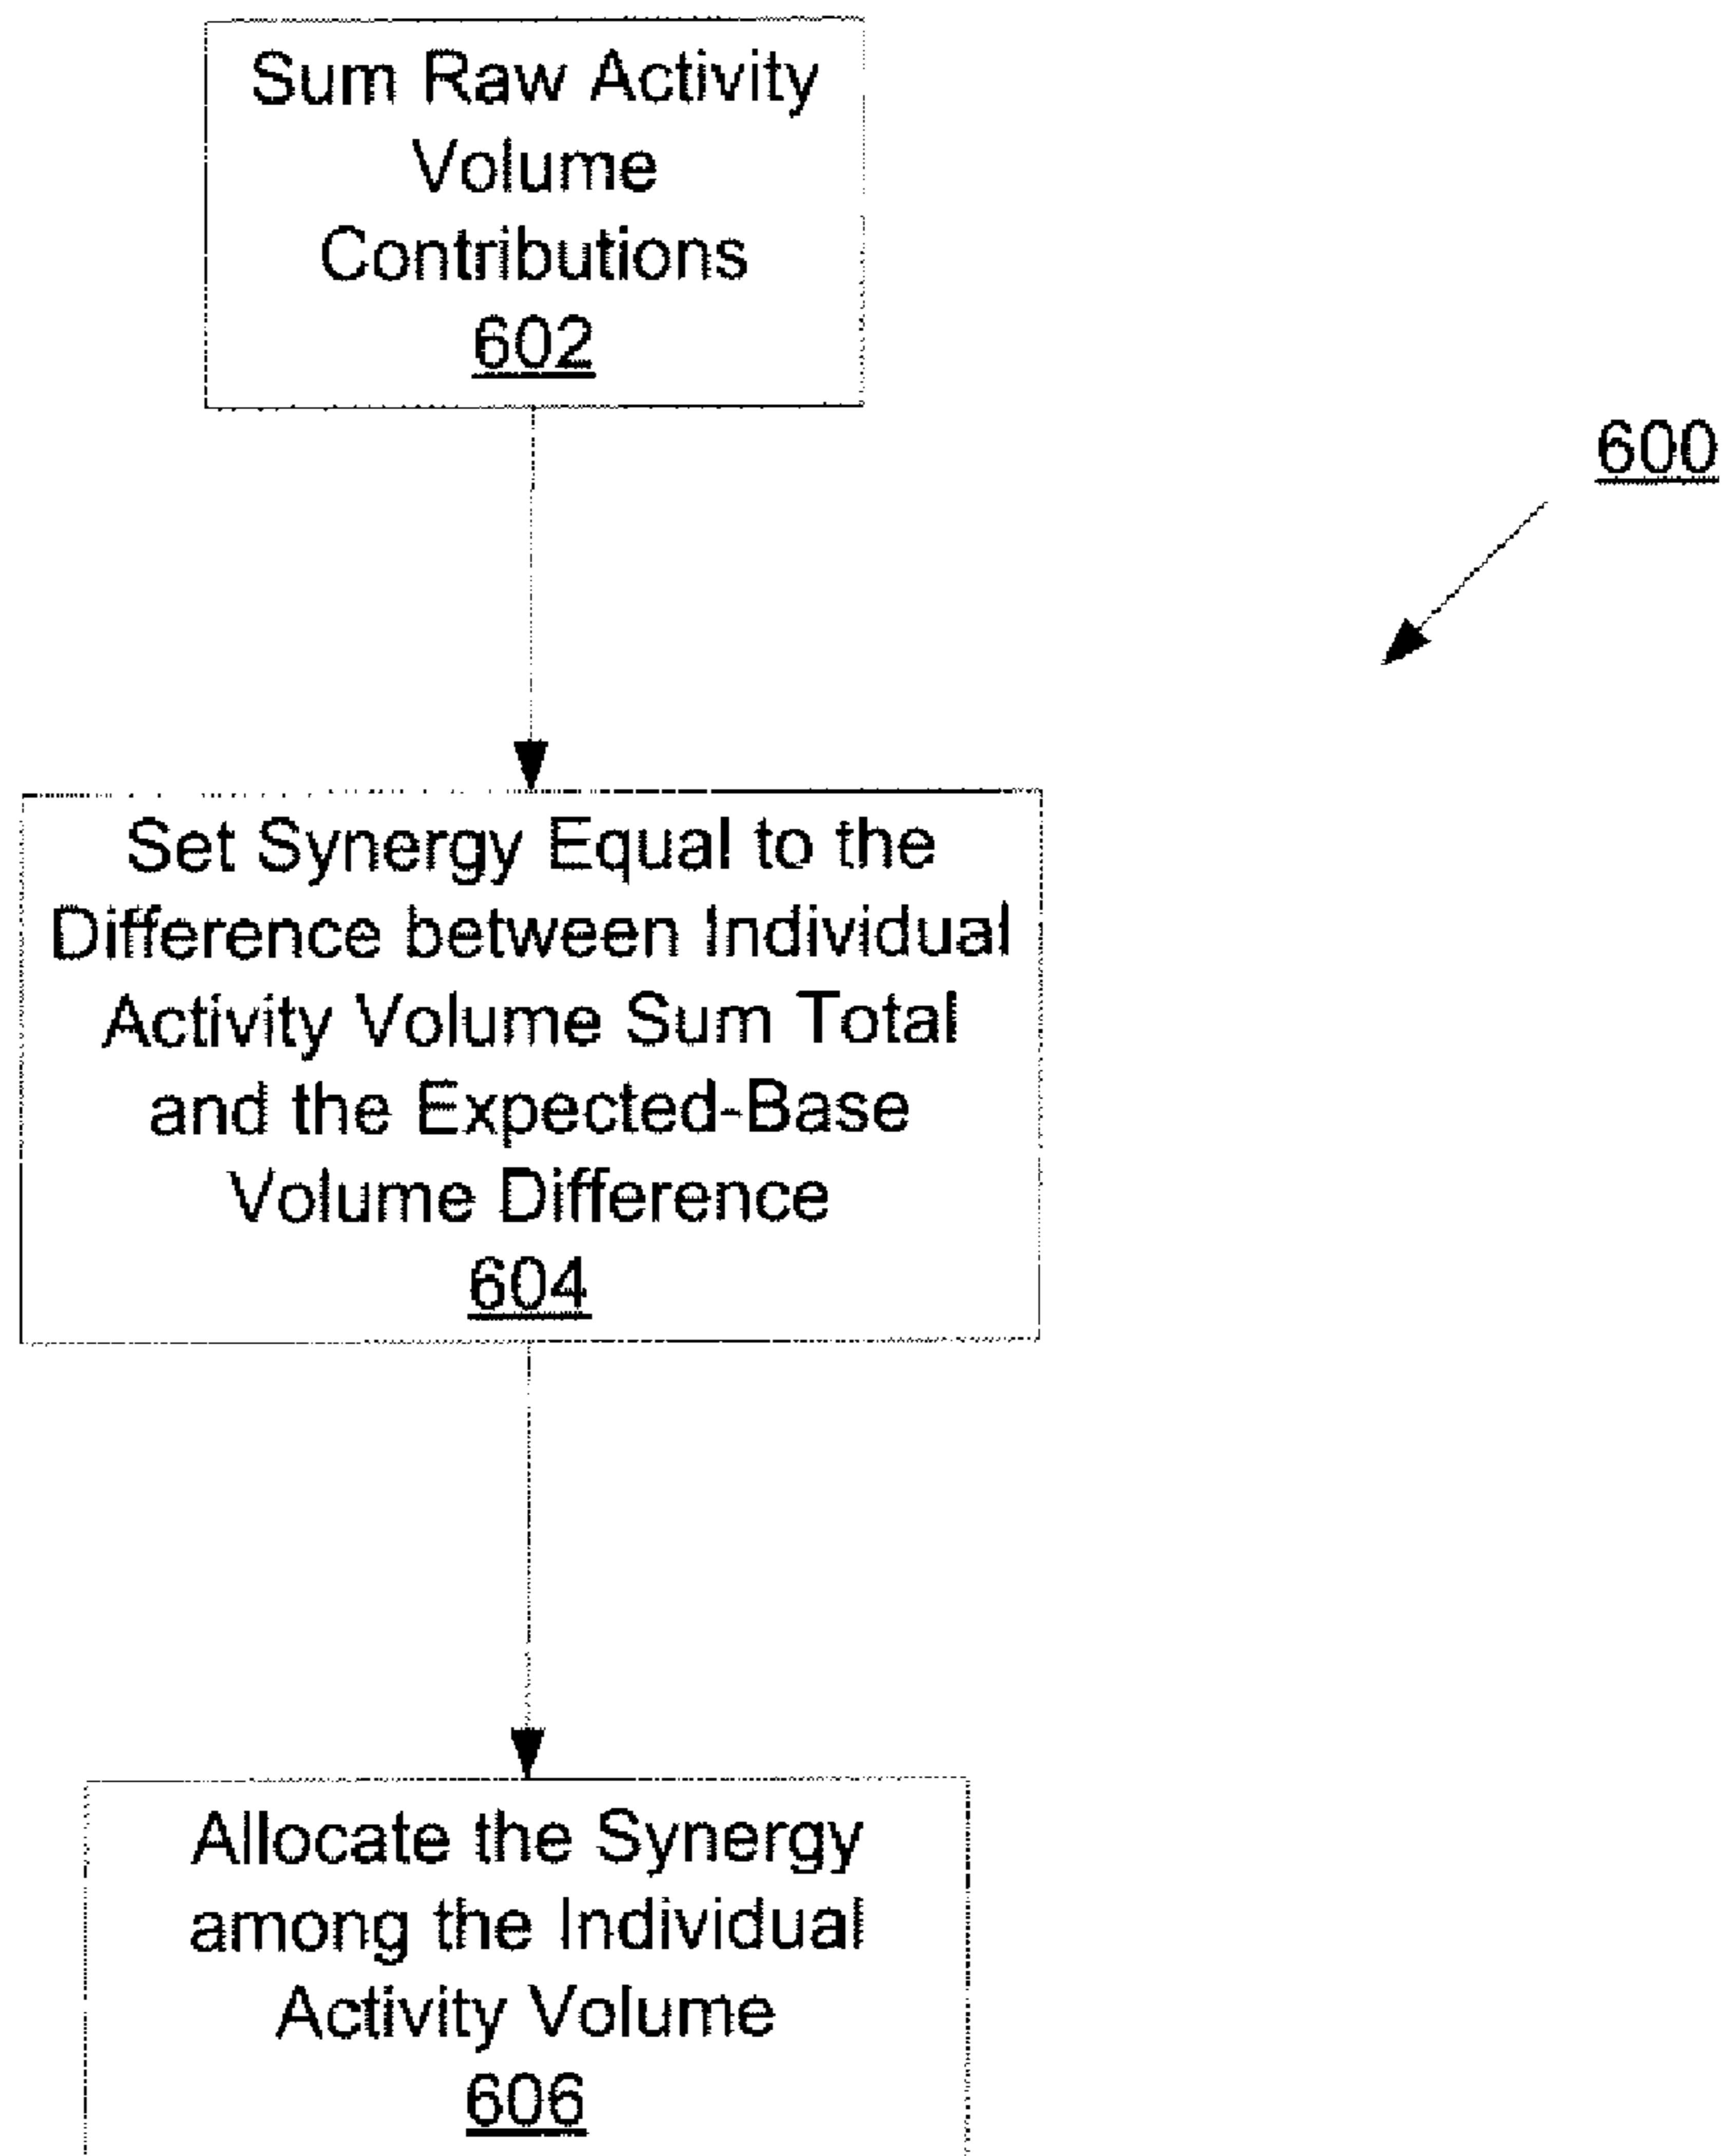 Sum Raw Activity
Volume
Contributions
602
600
Set Synergy Equal to the
Difference between Individual
Activity Volume Sum Total
and the Expected-Base
Volume Difference
604
Allocate the Synergy
among the Individual
Activity Volume
606